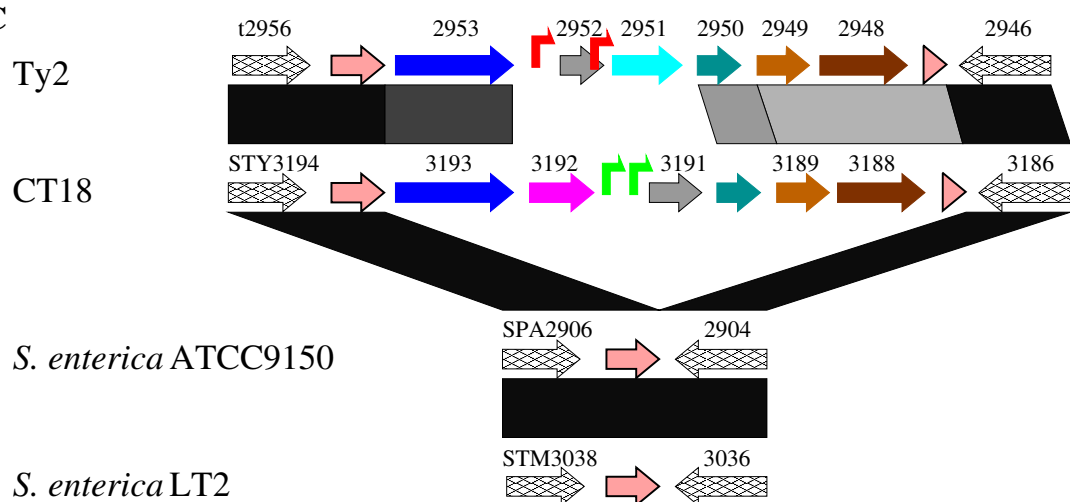 C
t2956 2953 2952 2951 2950 2949 2948 2946
Ty2
STY3194 3193 3192 3191 3189 3188 3186
CT18
SPA2906 2904
S. enterica ATCC9150
STM3038 3036
S. enterica LT2